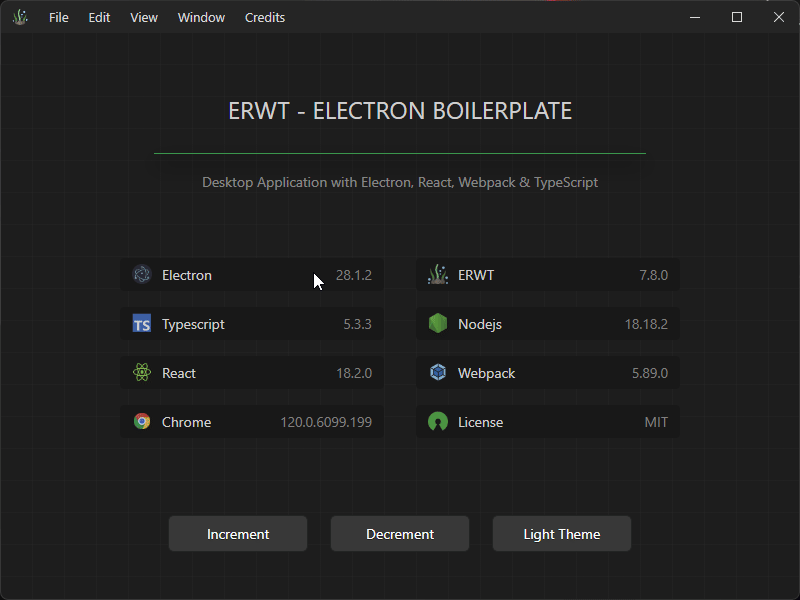 File Edit View Window Credits
ERWT - ELECTRON BOILERPLATE
Desktop Application with Electron, React, Webpack & TypeScript
Electron 28.1.2 ERWT 7.8.0
TS Typescript 5.3.3 Nodejs 18.18.2
React 18.2.0 Webpack 5.89.0
Chrome 120.0.6099.199 License MIT
Increment Decrement Light Theme